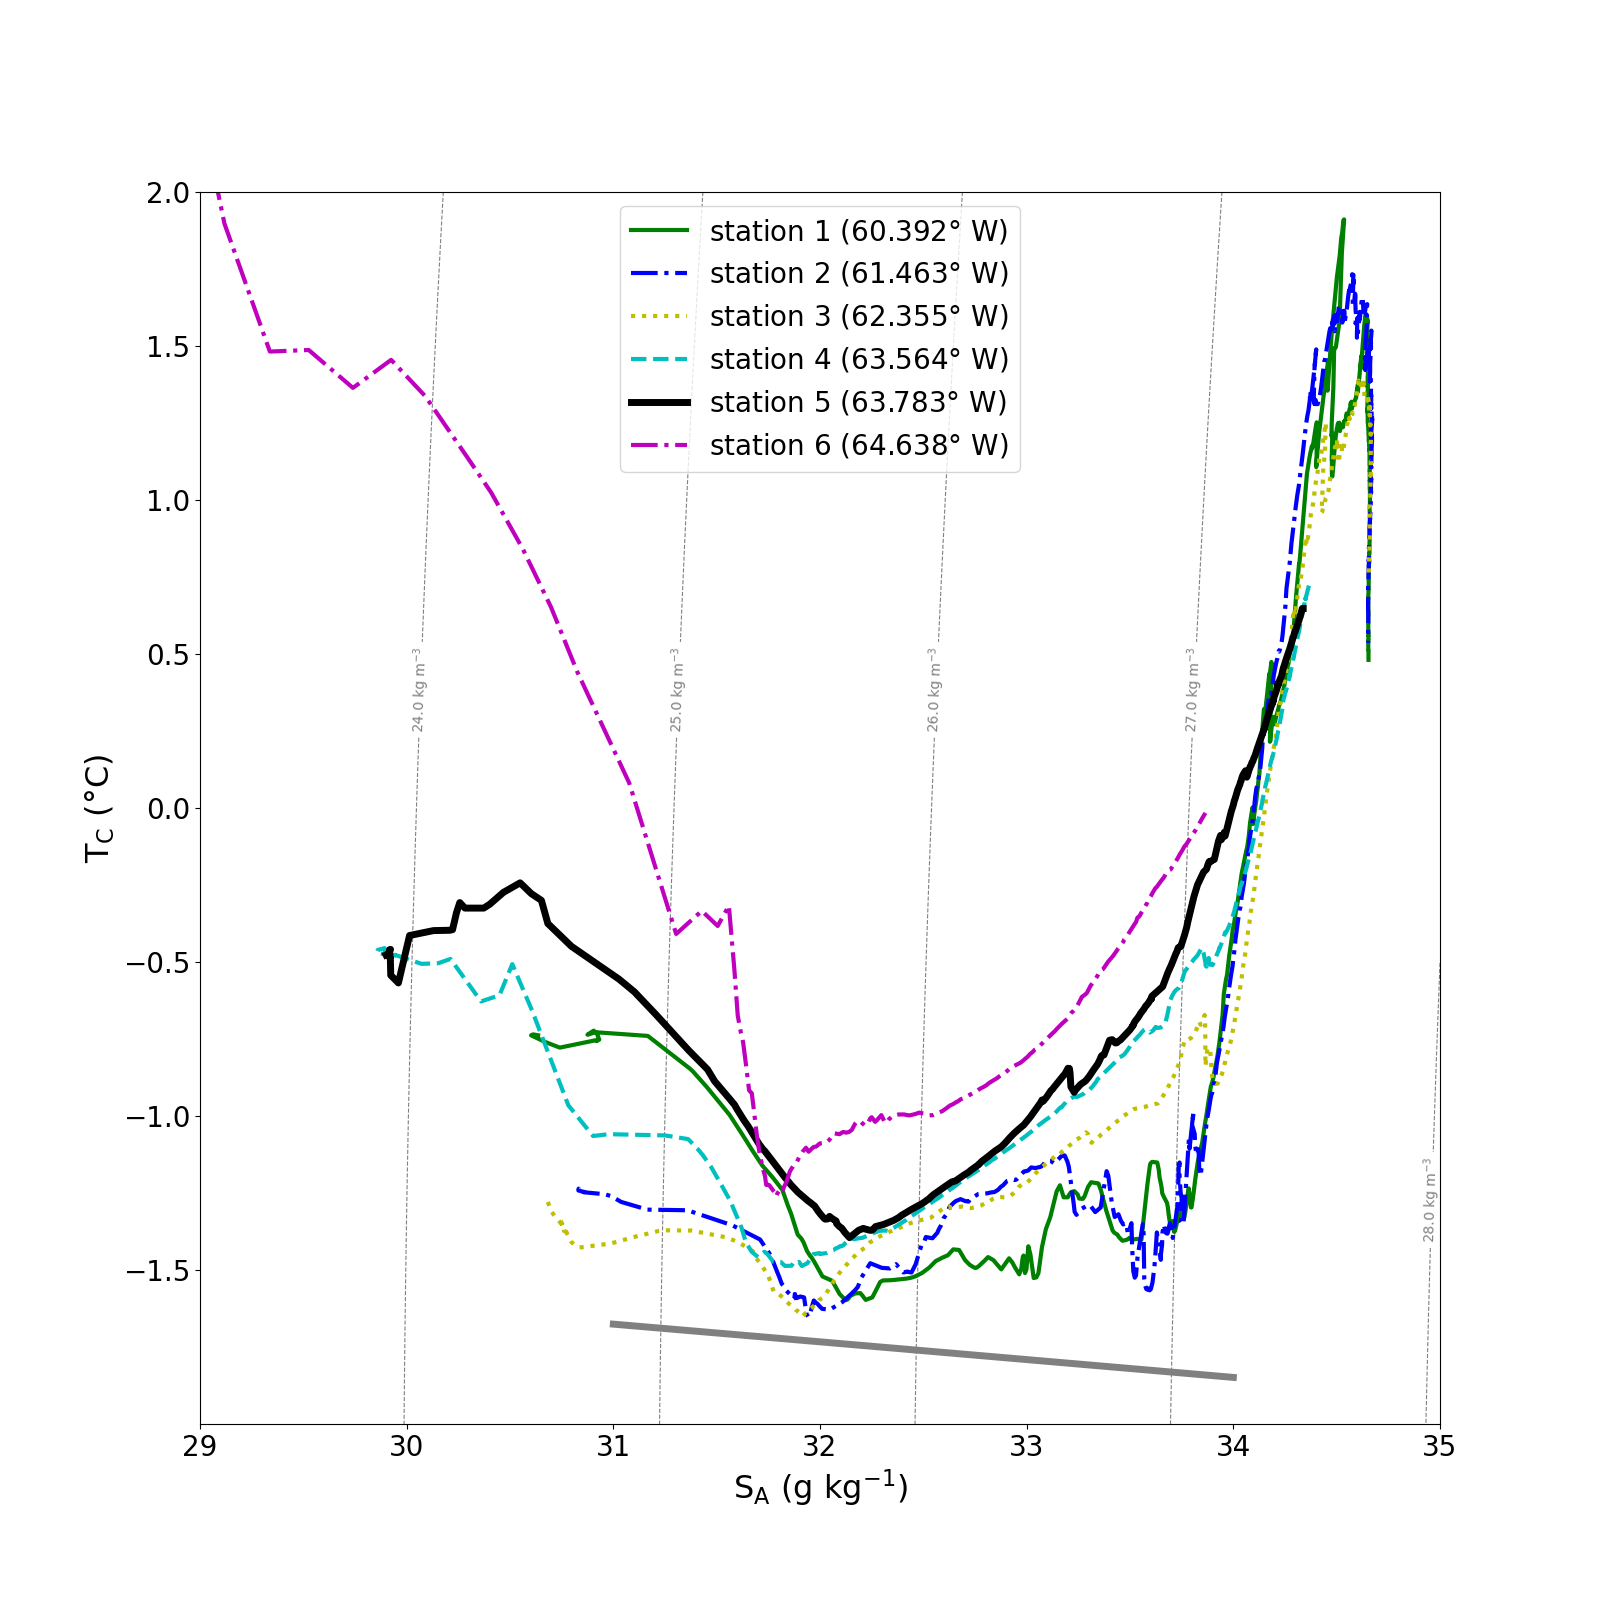 2.0
1.5
1.0
0.5
0.0
−0.5
−1.0
−1.5
T_C (°C)
station 1 (60.392° W)
station 2 (61.463° W)
station 3 (62.355° W)
station 4 (63.564° W)
station 5 (63.783° W)
station 6 (64.638° W)
24.0 kg m⁻³
25.0 kg m⁻³
26.0 kg m⁻³
27.0 kg m⁻³
28.0 kg m⁻³
29 30 31 32 33 34 35
S_A (g kg⁻¹)